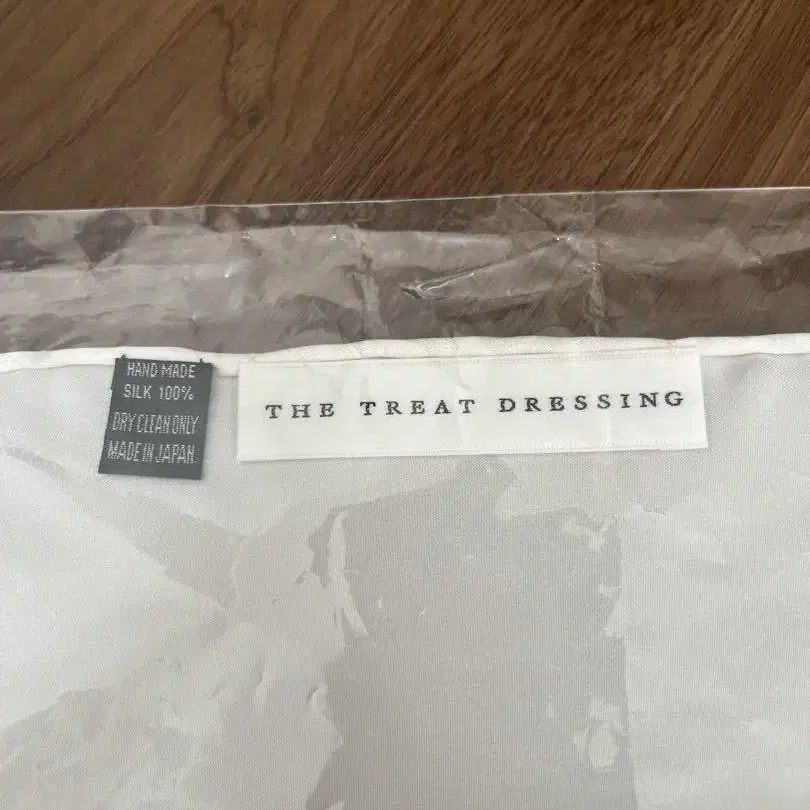 HAND MADE
SILK 100%
DRY CLEAN ONLY
MADE IN JAPAN
THE TREAT DRESSING